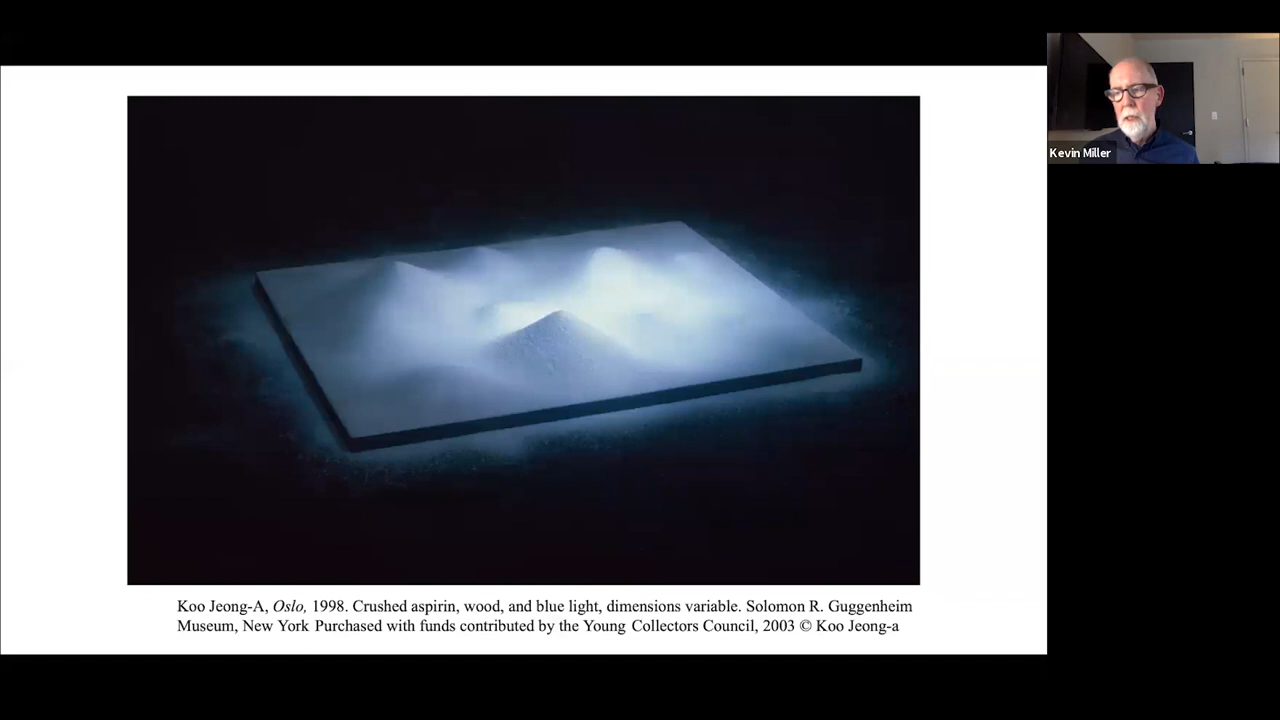 Kevin Miller
Koo Jeong-A, Oslo, 1998. Crushed aspirin, wood, and blue light, dimensions variable. Solomon R. Guggenheim
Museum, New York Purchased with funds contributed by the Young Collectors Council, 2003 © Koo Jeong-a